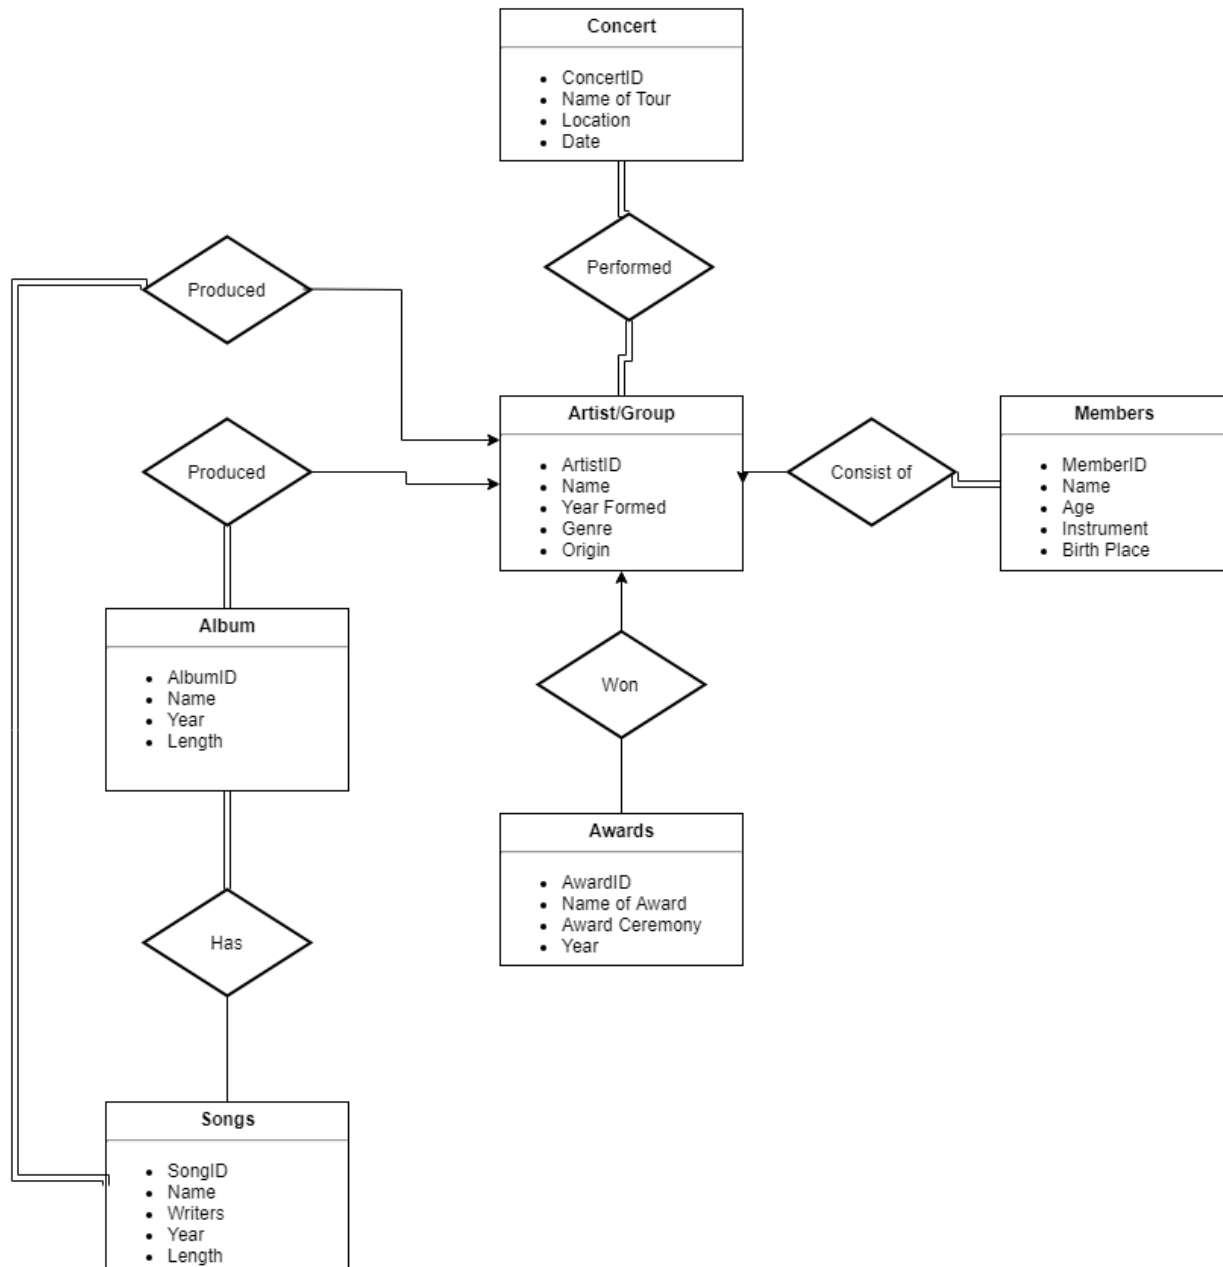 Concert
ConcertID
Name of Tour
Location
Date
Performed
Produced
Produced
Artist/Group
ArtistID
Name
Year Formed
Genre
Origin
Consist of
Members
MemberID
Name
Age
Instrument
Birth Place
Album
AlbumID
Name
Year
Length
Won
Awards
AwardID
Name of Award
Award Ceremony
Year
Has
Songs
SongID
Name
Writers
Year
Length